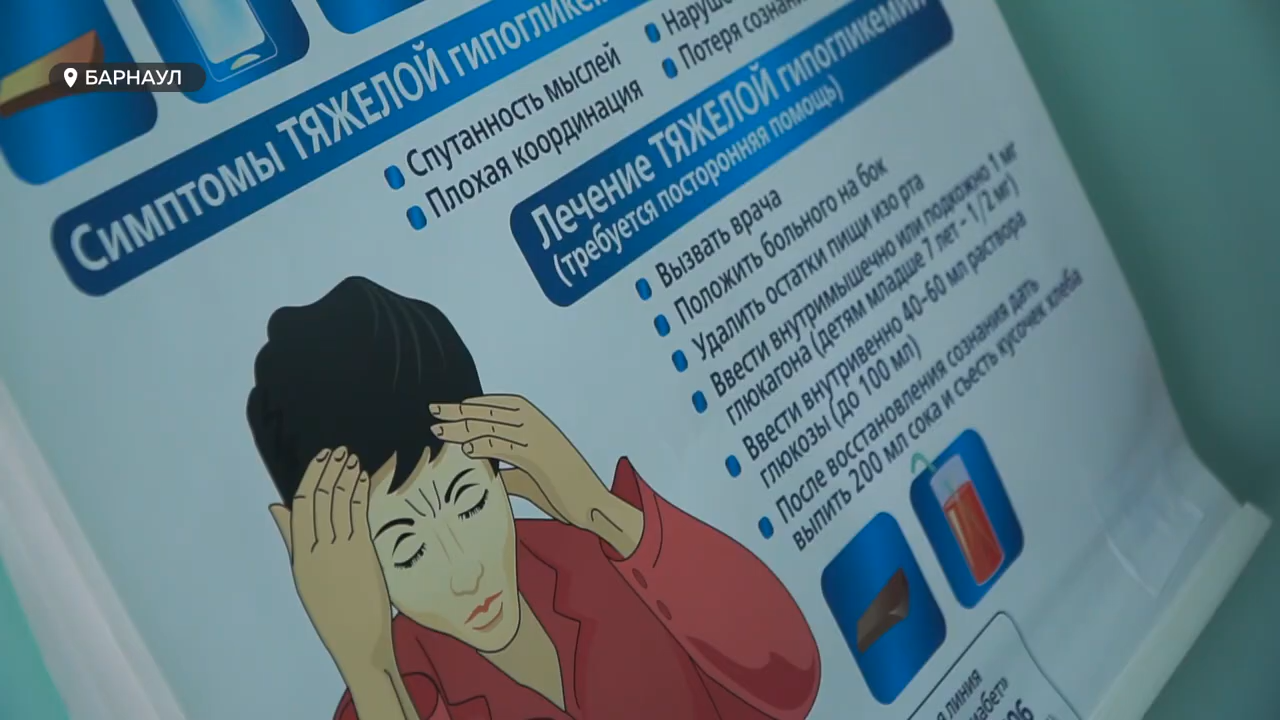 БАРНАУЛ
Симптомы ТЯЖЕЛОЙ
Спутанность мыслей
Плохая координация
Потеря
Лечение ТЯЖЕЛОЙ гипогликемии
(требуется посторонняя помощь)
Вызвать врача
Положить больного на бок
Удалить остатки пищи изо рта
Ввести внутримышечно или подкожно 1 мг
глюкагона (детям младше 7 лет – 1/2 мг)
Ввести внутривенно 40–60 мл раствора
глюкозы (до 100 мл)
После восстановления сознания дать
выпить 200 мл сока и съесть кусочек хлеба
линия